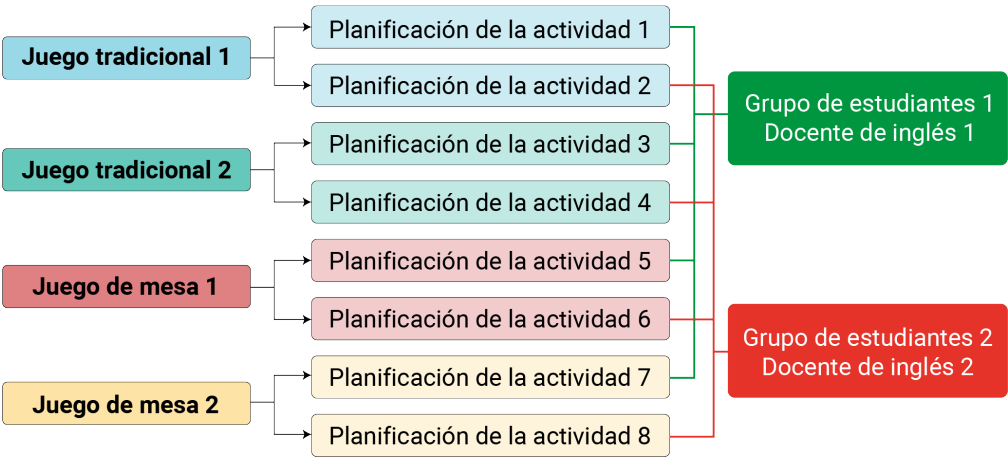 Juego tradicional 1
Planificación de la actividad 1
Planificación de la actividad 2
Juego tradicional 2
Planificación de la actividad 3
Planificación de la actividad 4
Juego de mesa 1
Planificación de la actividad 5
Planificación de la actividad 6
Juego de mesa 2
Planificación de la actividad 7
Planificación de la actividad 8
Grupo de estudiantes 1
Docente de inglés 1
Grupo de estudiantes 2
Docente de inglés 2